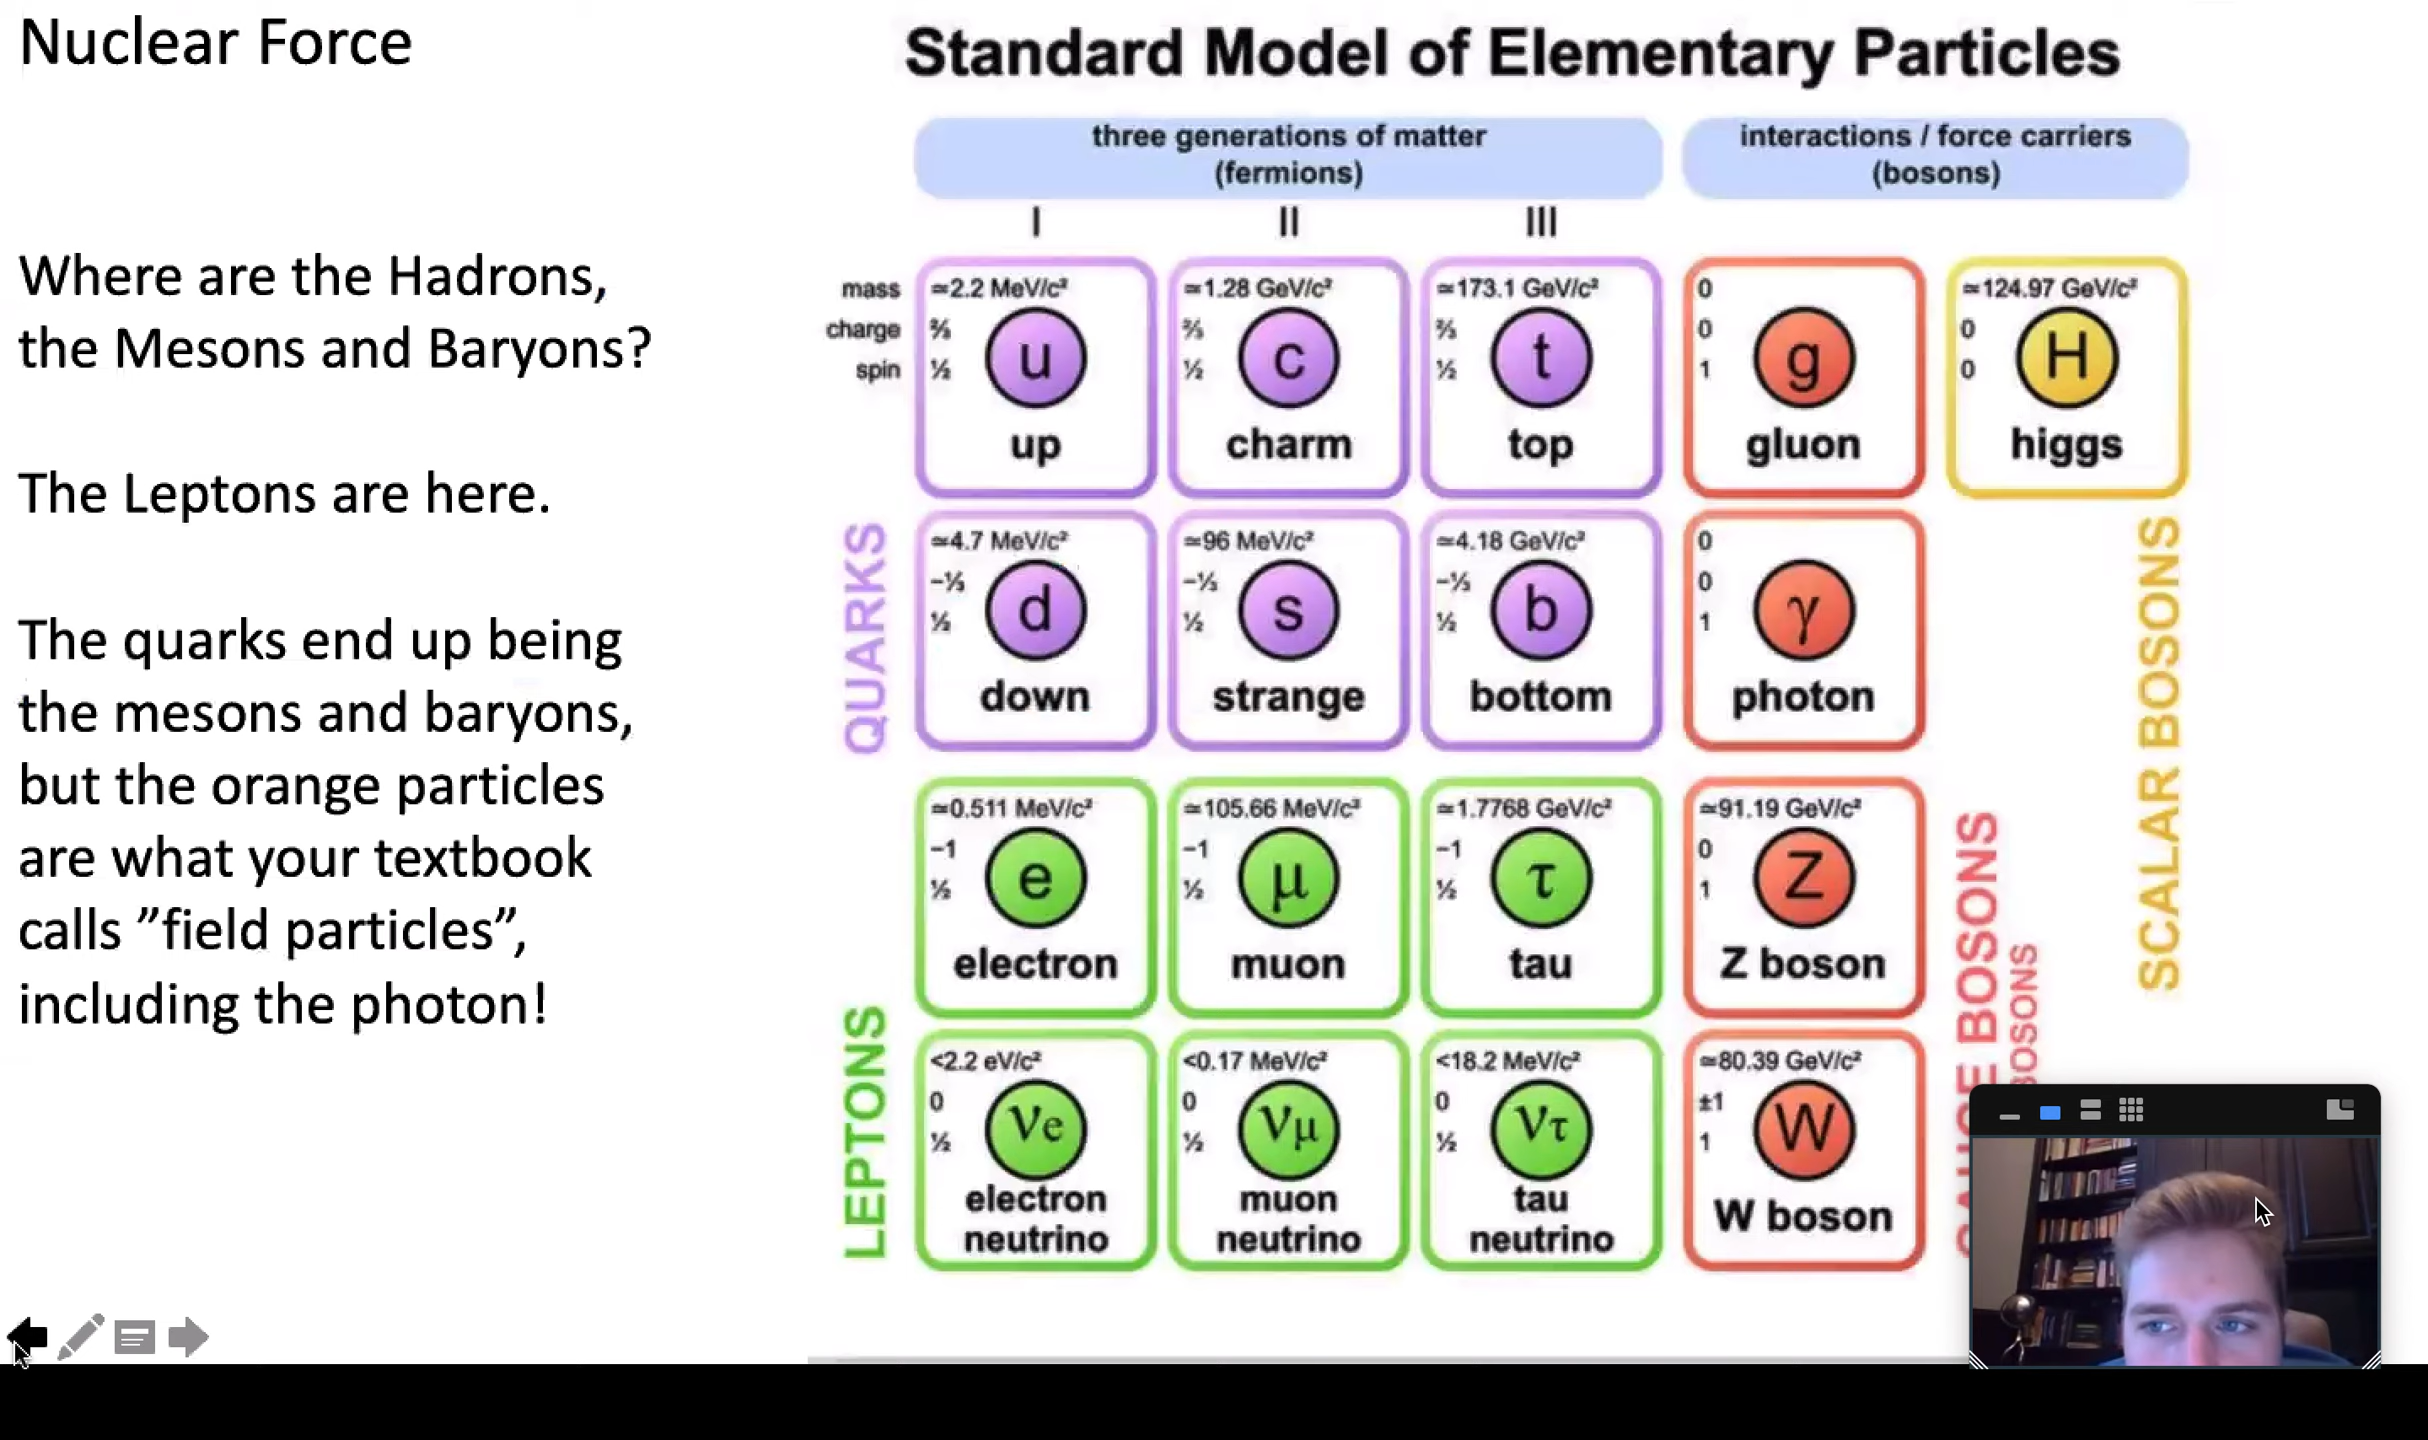 Nuclear Force
Where are the Hadrons,
the Mesons and Baryons?
The Leptons are here.
The quarks end up being
the mesons and baryons,
but the orange particles
are what your textbook
calls ”field particles”,
including the photon!
Standard Model of Elementary Particles
three generations of matter
(fermions)
interactions / force carriers
(bosons)
I
II
III
mass
charge
spin
≃2.2 MeV/c²
⅔
½
u
up
≃1.28 GeV/c²
⅔
½
c
charm
≃173.1 GeV/c²
⅔
½
t
top
0
0
1
g
gluon
≃124.97 GeV/c²
0
0
H
higgs
QUARKS
≃4.7 MeV/c²
−⅓
½
d
down
≃96 MeV/c²
−⅓
½
s
strange
≃4.18 GeV/c²
−⅓
½
b
bottom
0
0
1
γ
photon
SCALAR BOSONS
LEPTONS
≃0.511 MeV/c²
−1
½
e
electron
≃105.66 MeV/c²
−1
½
μ
muon
≃1.7768 GeV/c²
−1
½
τ
tau
≃91.19 GeV/c²
0
1
Z
Z boson
<2.2 eV/c²
0
½
νe
electron
neutrino
<0.17 MeV/c²
0
½
νμ
muon
neutrino
<18.2 MeV/c²
0
½
ντ
tau
neutrino
≃80.39 GeV/c²
±1
1
W
W boson
BOSONS
BOSONS